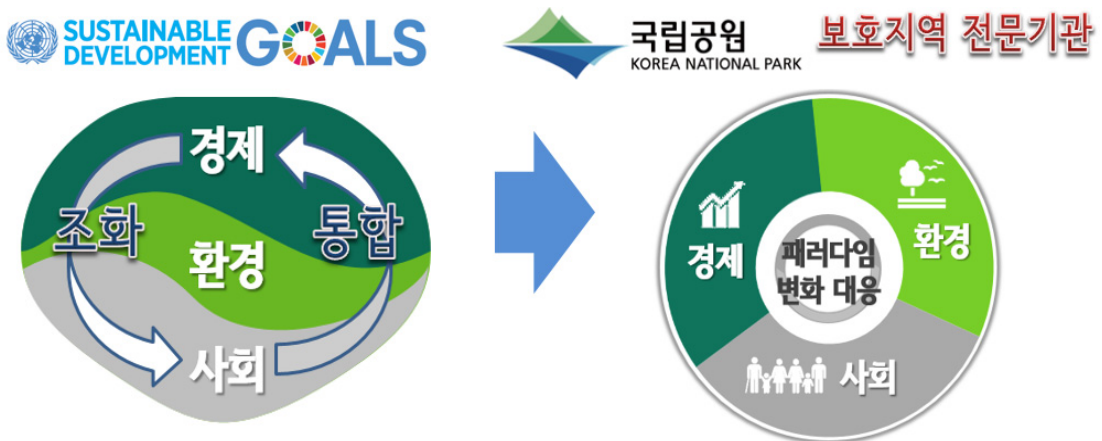 SUSTAINABLE
DEVELOPMENT
GOALS
국립공원
KOREA NATIONAL PARK
보호지역 전문기관
경제
조화
통합
환경
사회
경제
환경
패러다임
변화 대응
사회